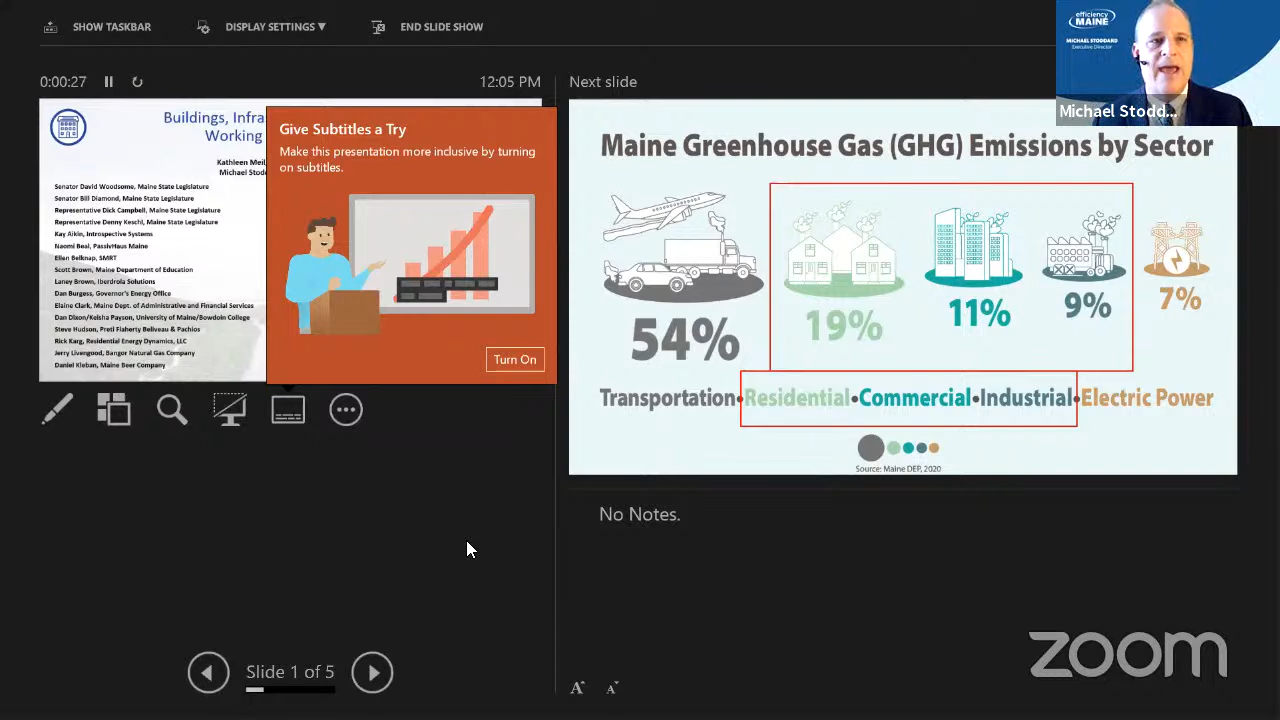 SHOW TASKBAR
DISPLAY SETTINGS ▼
END SLIDE SHOW
efficiency
MAINE
MICHAEL STODDARD
Executive Director
Michael Stodd...
0:00:27
12:05 PM
Next slide
Buildings, Infra
Working
Kathleen Meil
Michael Stod
Senator David Woodsome, Maine State Legislature
Senator Bill Diamond, Maine State Legislature
Representative Dick Campbell, Maine State Legislature
Representative Denny Keschl, Maine State Legislature
Kay Aikin, Introspective Systems
Naomi Beal, PassivHaus Maine
Ellen Belknap, SMRT
Scott Brown, Maine Department of Education
Laney Brown, Iberdrola Solutions
Dan Burgess, Governor's Energy Office
Elaine Clark, Maine Dept. of Administrative and Financial Services
Dan Dixon/Keisha Payson, University of Maine/Bowdoin College
Steve Hudson, Preti Flaherty Beliveau & Pachios
Rick Karg, Residential Energy Dynamics, LLC
Jerry Livengood, Bangor Natural Gas Company
Daniel Kleban, Maine Beer Company
Give Subtitles a Try
Make this presentation more inclusive by turning
on subtitles.
Turn On
Maine Greenhouse Gas (GHG) Emissions by Sector
54%
19%
11%
9%
7%
Transportation•Residential•Commercial•Industrial•Electric Power
Source: Maine DEP, 2020
No Notes.
Slide 1 of 5
A A
zoom